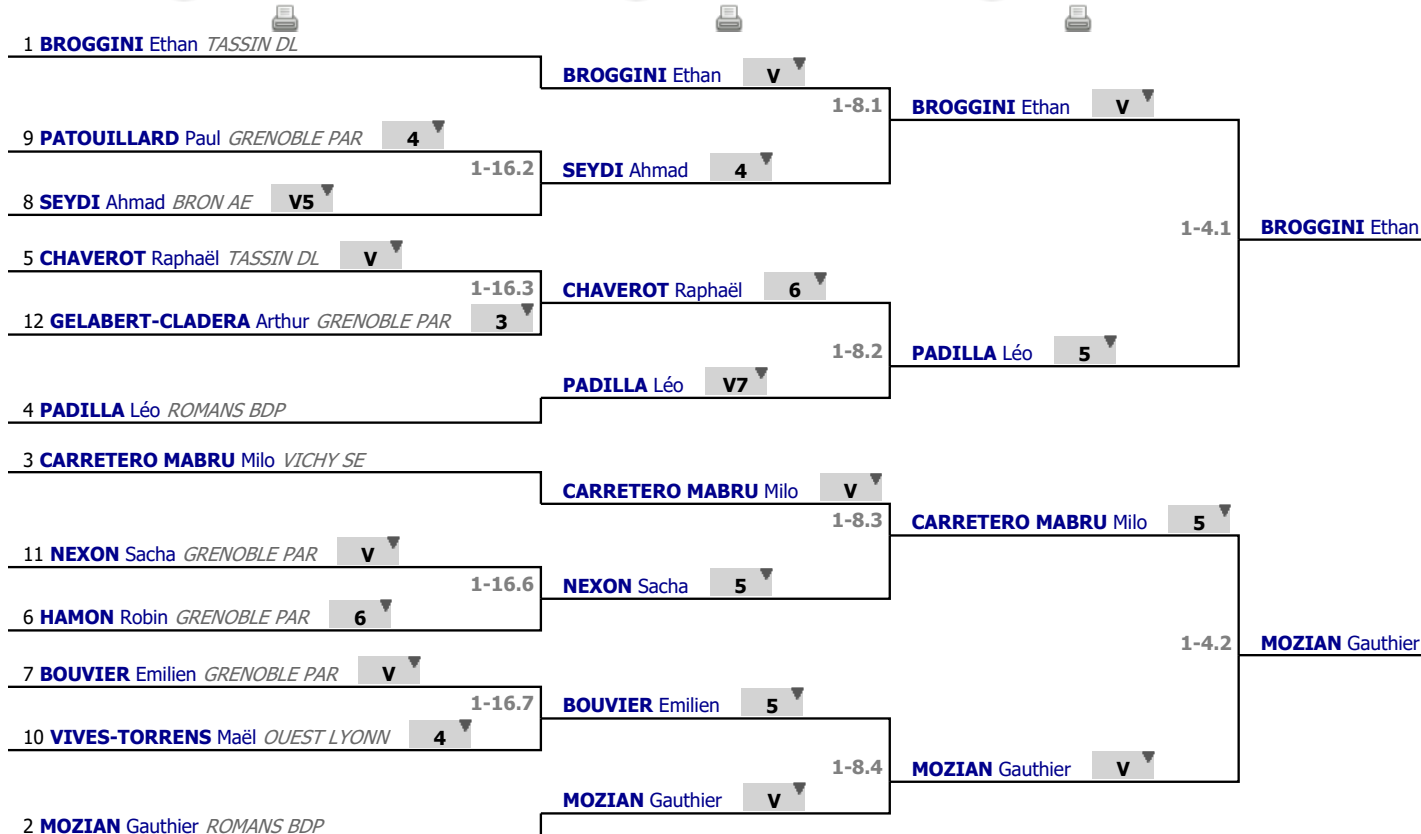 1 BROGGINI Ethan TASSIN DL
9 PATOUILLARD Paul GRENOBLE PAR 4
1-16.2
8 SEYDI Ahmad BRON AE V5
5 CHAVEROT Raphaël TASSIN DL V
1-16.3
12 GELABERT-CLADERA Arthur GRENOBLE PAR 3
4 PADILLA Léo ROMANS BDP
3 CARRETERO MABRU Milo VICHY SE
11 NEXON Sacha GRENOBLE PAR V
1-16.6
6 HAMON Robin GRENOBLE PAR 6
7 BOUVIER Emilien GRENOBLE PAR V
1-16.7
10 VIVES-TORRENS Maël OUEST LYONN 4
2 MOZIAN Gauthier ROMANS BDP
BROGGINI Ethan V
1-8.1
SEYDI Ahmad 4
CHAVEROT Raphaël 6
1-8.2
PADILLA Léo V7
CARRETERO MABRU Milo V
1-8.3
NEXON Sacha 5
BOUVIER Emilien 5
1-8.4
MOZIAN Gauthier V
BROGGINI Ethan V
1-4.1
PADILLA Léo 5
CARRETERO MABRU Milo 5
1-4.2
MOZIAN Gauthier V
BROGGINI Ethan
MOZIAN Gauthier